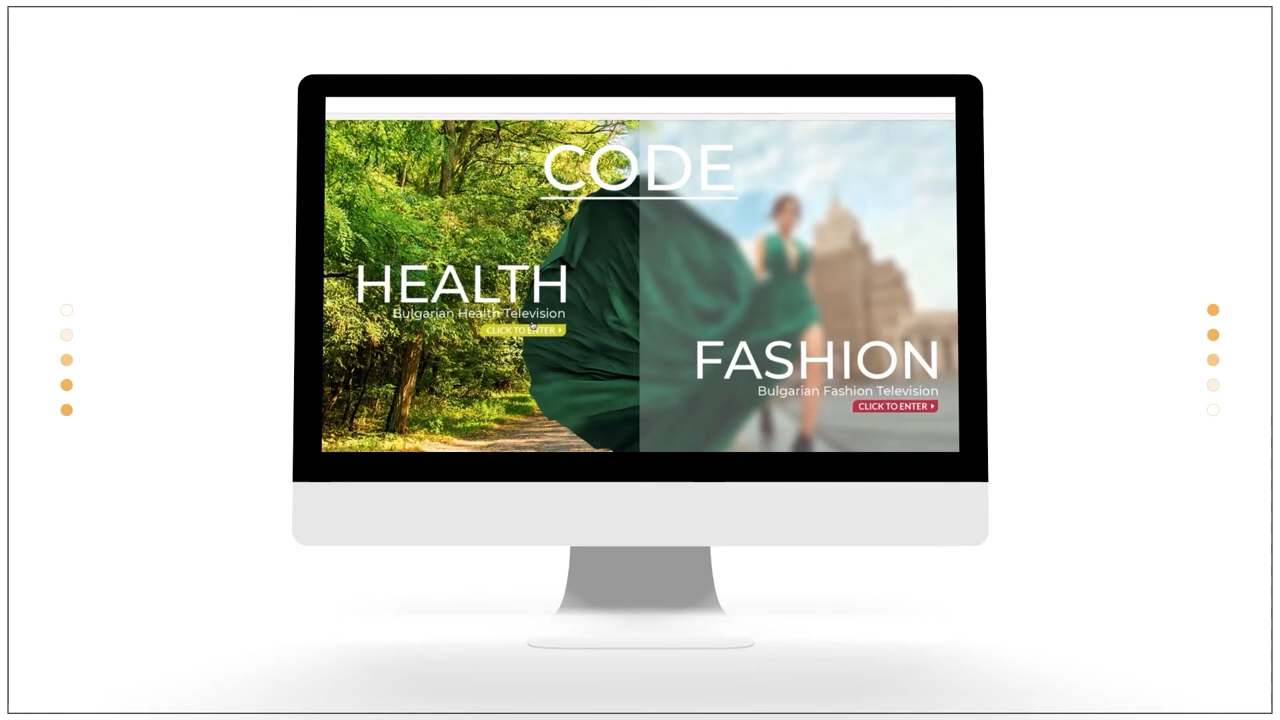 CODE
HEALTH
Bulgarian Health Television
CLICK TO ENTER
FASHION
Bulgarian Fashion Television
CLICK TO ENTER